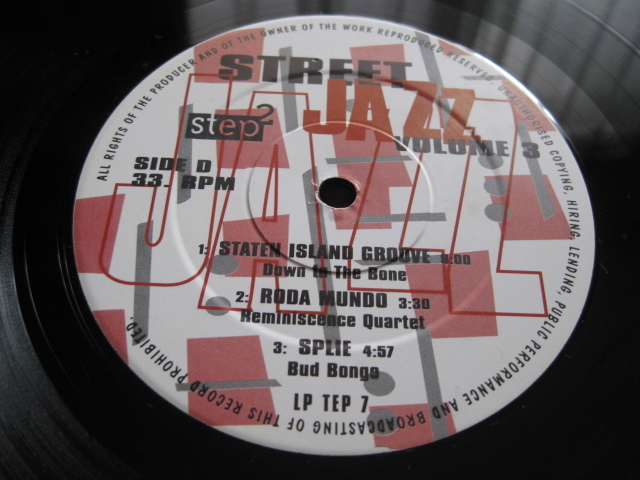 ALL RIGHTS OF THE PRODUCER AND OF THE OWNER OF THE WORK REPRODUCED RESERVED. UNAUTHORISED COPYING, HIRING, LENDING, PUBLIC PERFORMANCE AND BROADCASTING OF THIS RECORD PROHIBITED.
STREET
JAZZ
VOLUME 3
step 2
JAZZ
SIDE D
33. RPM
1: STATEN ISLAND GROOVE 6:00
Down to The Bone
2: RODA MUNDO 3:30
Reminiscence Quartet
3: SPLIE 4:57
Bud Bongo
LP TEP 7